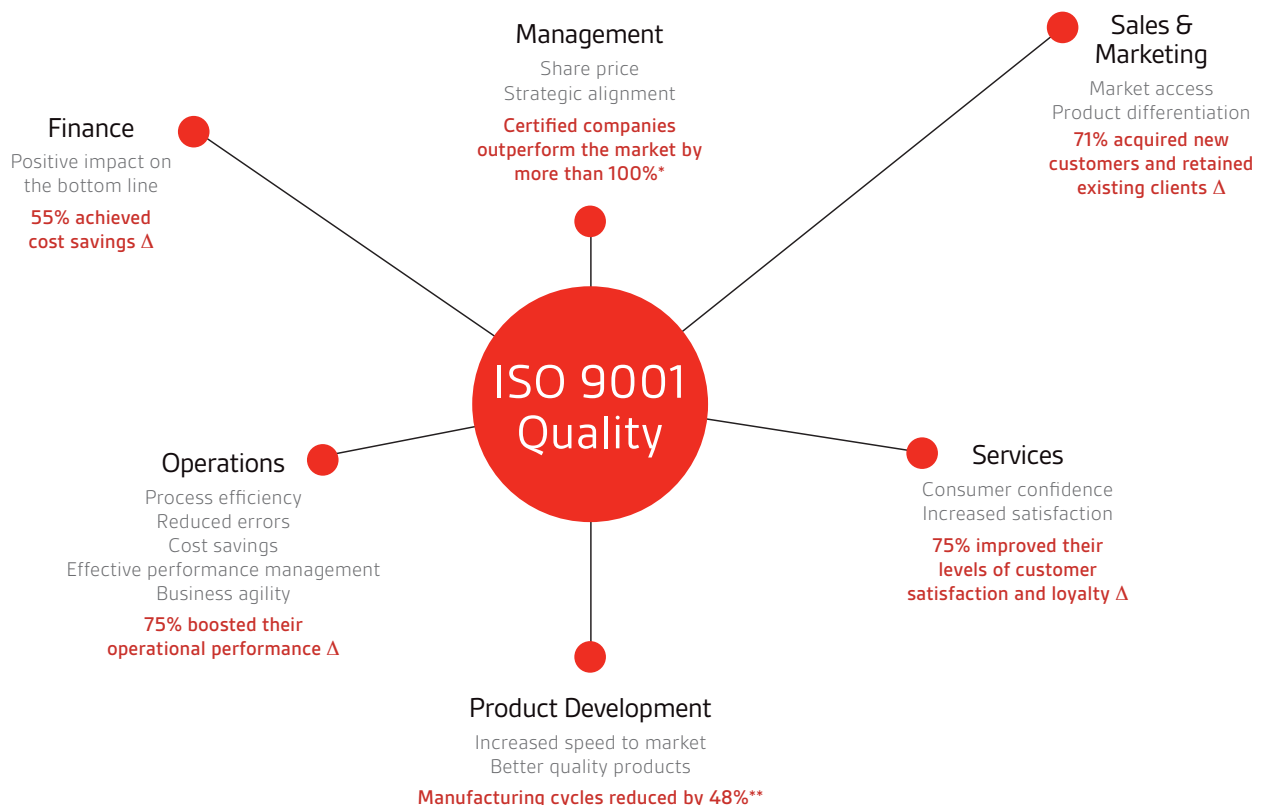 Management
Share price
Strategic alignment
Certified companies
outperform the market by
more than 100%*
Sales &
Marketing
Market access
Product differentiation
71% acquired new
customers and retained
existing clients Δ
Finance
Positive impact on
the bottom line
55% achieved
cost savings Δ
ISO 9001
Quality
Operations
Process efficiency
Reduced errors
Cost savings
Effective performance management
Business agility
75% boosted their
operational performance Δ
Services
Consumer confidence
Increased satisfaction
75% improved their
levels of customer
satisfaction and loyalty Δ
Product Development
Increased speed to market
Better quality products
Manufacturing cycles reduced by 48%**